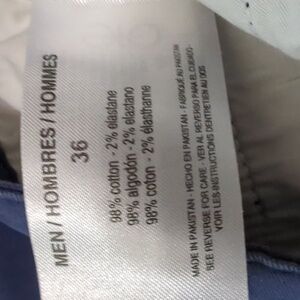 MEN / HOMBRES / HOMMES
36
98% cotton - 2% elastane
98% algodón - 2% elastano
98% coton - 2% élasthanne
MADE IN PAKISTAN - HECHO EN PAKISTÁN - FABRIQUÉ AU PAKISTAN
SEE REVERSE FOR CARE - VER AL REVERSO PARA EL CUIDADO -
VOIR LES INSTRUCTIONS D'ENTRETIEN AU DOS